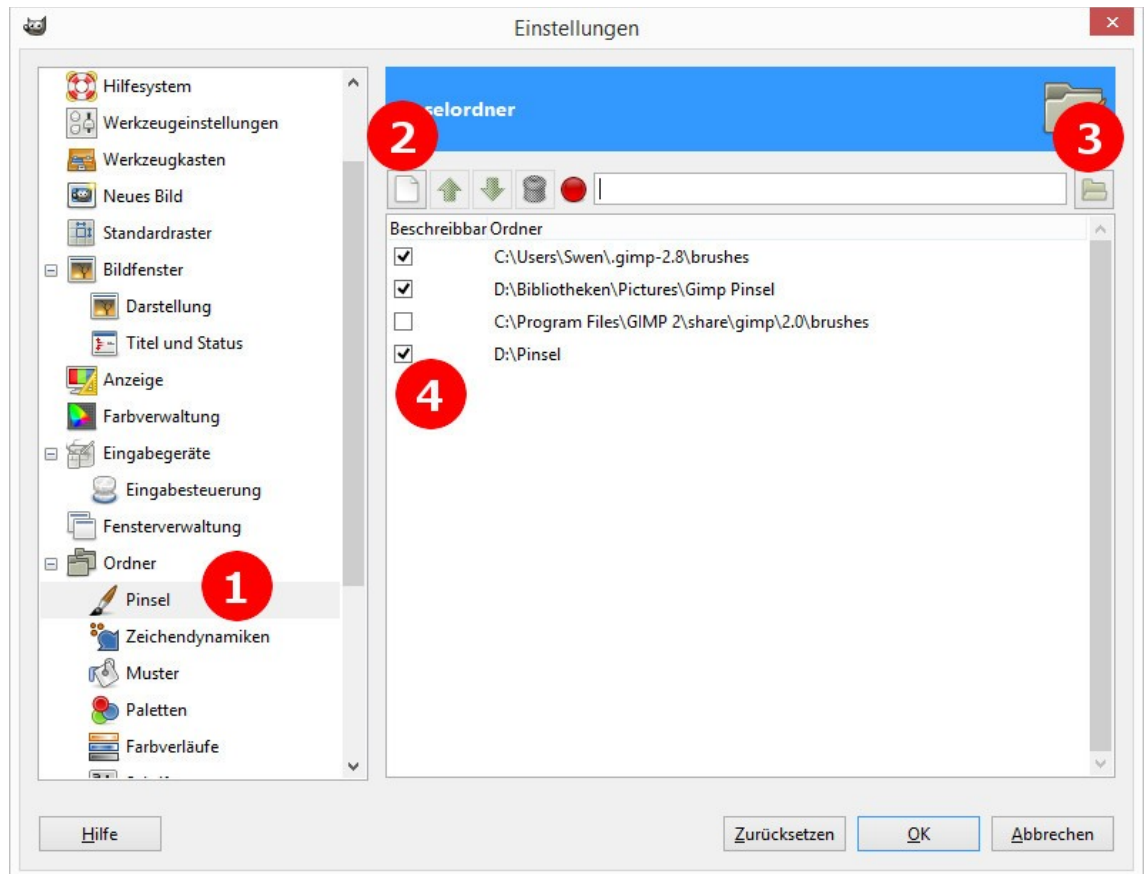 Einstellungen
Hilfesystem
Werkzeugeinstellungen
Werkzeugkasten
Neues Bild
Standardraster
Bildfenster
Darstellung
Titel und Status
Anzeige
Farbverwaltung
Eingabegeräte
Eingabesteuerung
Fensterverwaltung
Ordner
1
Pinsel
Zeichendynamiken
Muster
Paletten
Farbverläufe
selordner
2
3
Beschreibbar Ordner
C:\Users\Swen\.gimp-2.8\brushes
D:\Bibliotheken\Pictures\Gimp Pinsel
C:\Program Files\GIMP 2\share\gimp\2.0\brushes
D:\Pinsel
4
Hilfe
Zurücksetzen
OK
Abbrechen